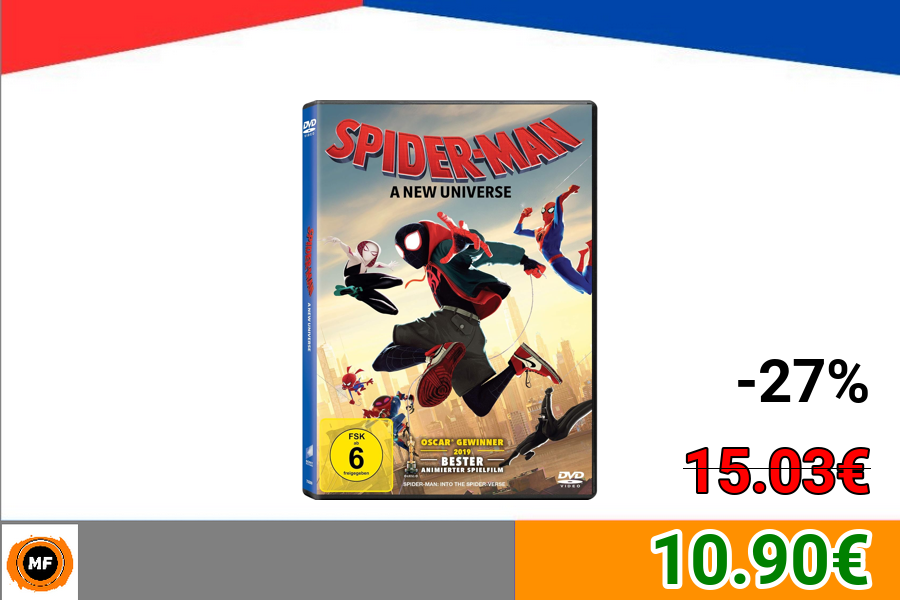 DVD
VIDEO
SPIDER-MAN
A NEW UNIVERSE
SPIDER-MAN
A NEW UNIVERSE
FSK
ab
6
freigegeben
OSCAR® GEWINNER
2019
BESTER
ANIMIERTER SPIELFILM
SPIDER-MAN: INTO THE SPIDER-VERSE
DVD
VIDEO
-27%
15.03€
MF
10.90€